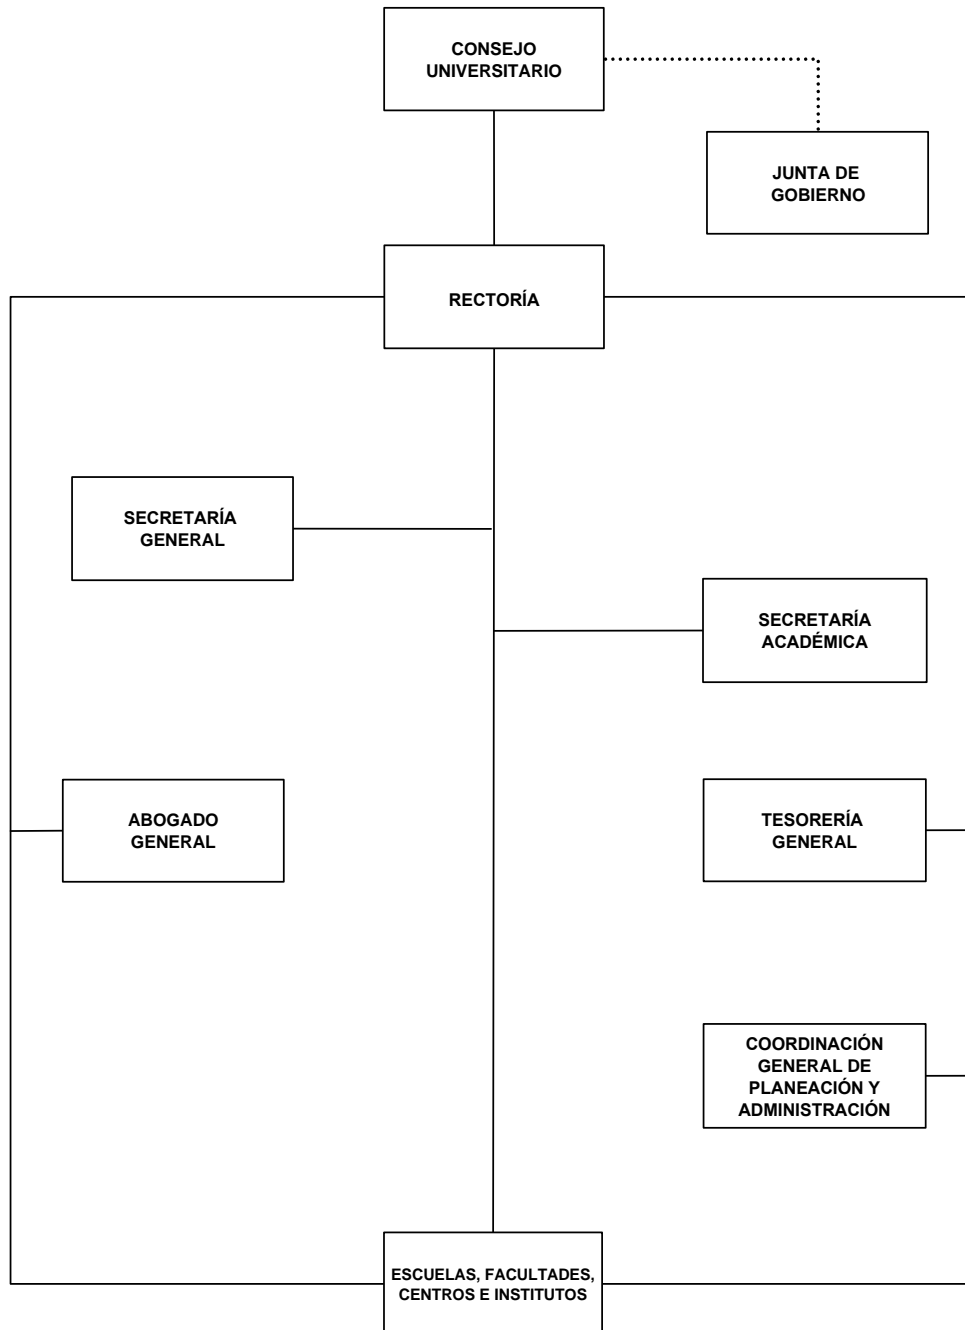 CONSEJO
UNIVERSITARIO
JUNTA DE
GOBIERNO
RECTORÍA
SECRETARÍA
GENERAL
SECRETARÍA
ACADÉMICA
ABOGADO
GENERAL
TESORERÍA
GENERAL
COORDINACIÓN
GENERAL DE
PLANEACIÓN Y
ADMINISTRACIÓN
ESCUELAS, FACULTADES,
CENTROS E INSTITUTOS